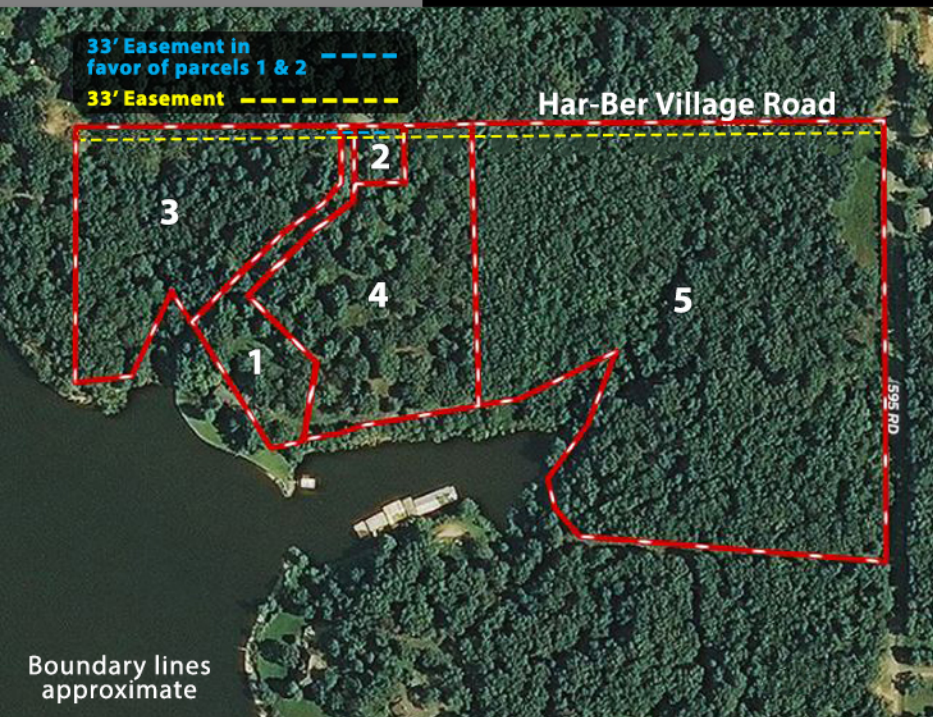 33' Easement in
favor of parcels 1 & 2
33' Easement
Har-Ber Village Road
2
3
4
5
1
595 RD
Boundary lines
approximate